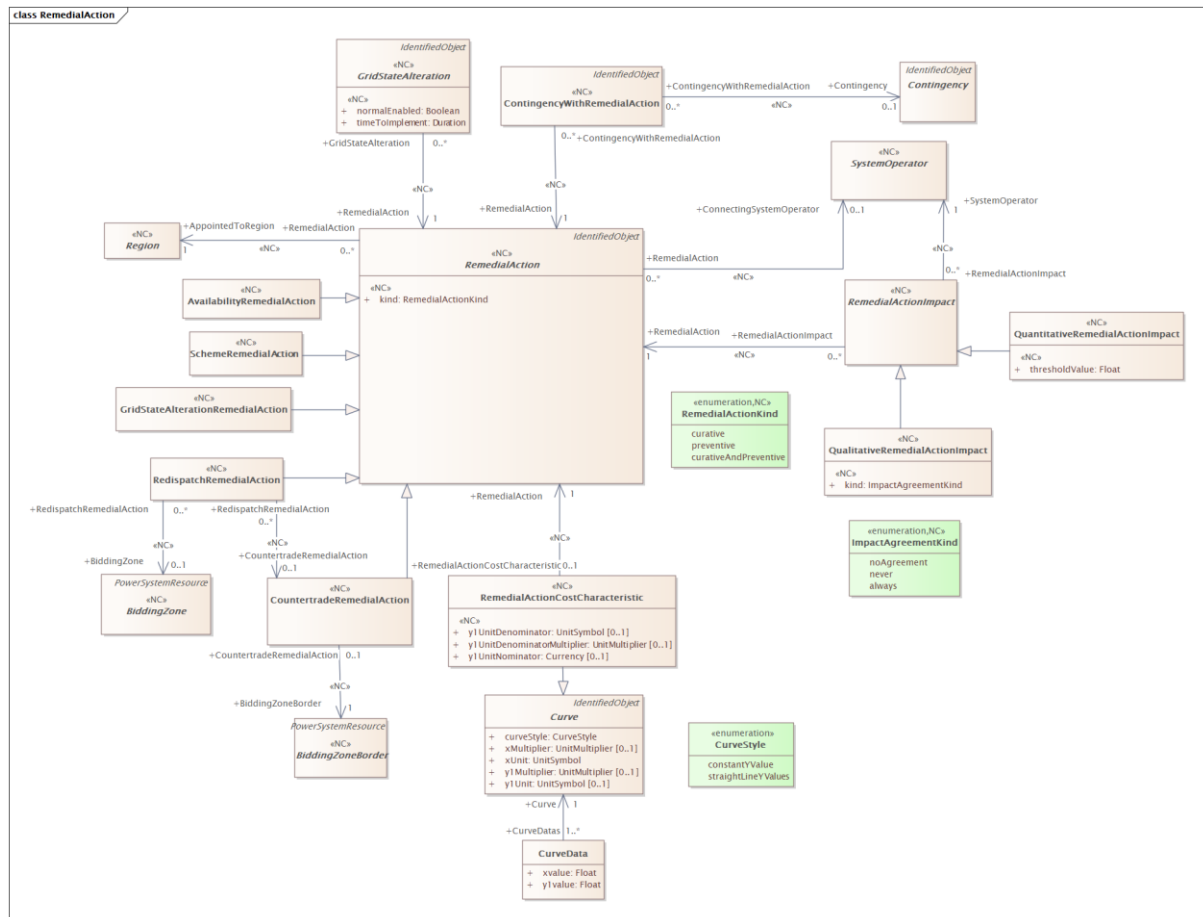 class RemedialAction
IdentifiedObject
«NC»
GridStateAlteration
«NC»
+ normalEnabled: Boolean
+ timeToImplement: Duration
+GridStateAlteration 0..*
«NC»
+RemedialAction 1
IdentifiedObject
«NC»
ContingencyWithRemedialAction
+ContingencyWithRemedialAction +Contingency
0..* «NC» 0..1
IdentifiedObject
Contingency
0..* +ContingencyWithRemedialAction
«NC»
+RemedialAction 1
«NC»
SystemOperator
+ConnectingSystemOperator 0..1
1 +SystemOperator
«NC»
0..* +RemedialActionImpact
«NC»
Region
+AppointedToRegion +RemedialAction
1 «NC» 0..*
IdentifiedObject
«NC»
RemedialAction
«NC»
+ kind: RemedialActionKind
+RemedialAction
0..* «NC»
«NC»
AvailabilityRemedialAction
«NC»
SchemeRemedialAction
«NC»
GridStateAlterationRemedialAction
«NC»
RemedialActionImpact
+RemedialAction +RemedialActionImpact
1 «NC» 0..*
«NC»
QuantitativeRemedialActionImpact
«NC»
+ thresholdValue: Float
«enumeration,NC»
RemedialActionKind
curative
preventive
curativeAndPreventive
«NC»
QualitativeRemedialActionImpact
«NC»
+ kind: ImpactAgreementKind
«NC»
RedispatchRemedialAction
+RedispatchRemedialAction 0..*
«NC»
+BiddingZone 0..1
+RedispatchRemedialAction
0..*
«NC»
+CountertradeRemedialAction
0..1
+RemedialAction 1
«NC»
+RemedialActionCostCharacteristic 0..1
«enumeration,NC»
ImpactAgreementKind
noAgreement
never
always
PowerSystemResource
«NC»
BiddingZone
«NC»
CountertradeRemedialAction
«NC»
RemedialActionCostCharacteristic
«NC»
+ y1UnitDenominator: UnitSymbol [0..1]
+ y1UnitDenominatorMultiplier: UnitMultiplier [0..1]
+ y1UnitNominator: Currency [0..1]
+CountertradeRemedialAction 0..1
«NC»
+BiddingZoneBorder 1
PowerSystemResource
«NC»
BiddingZoneBorder
IdentifiedObject
Curve
+ curveStyle: CurveStyle
+ xMultiplier: UnitMultiplier [0..1]
+ xUnit: UnitSymbol
+ y1Multiplier: UnitMultiplier [0..1]
+ y1Unit: UnitSymbol [0..1]
«enumeration»
CurveStyle
constantYValue
straightLineYValues
+Curve 1
+CurveDatas 1..*
CurveData
+ xvalue: Float
+ y1value: Float